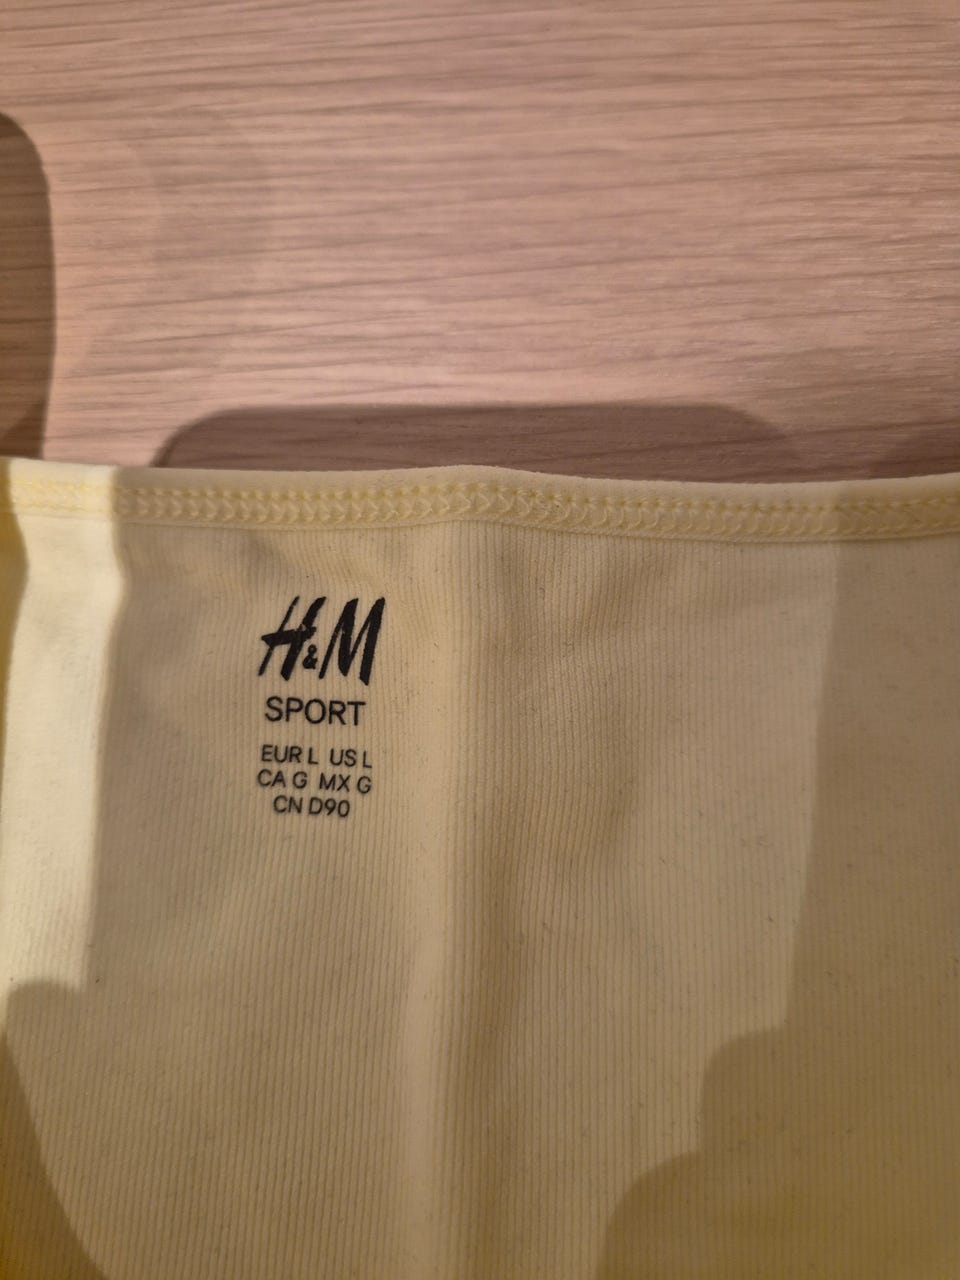 H&M
SPORT
EUR L US L
CA G MX G
CN D90